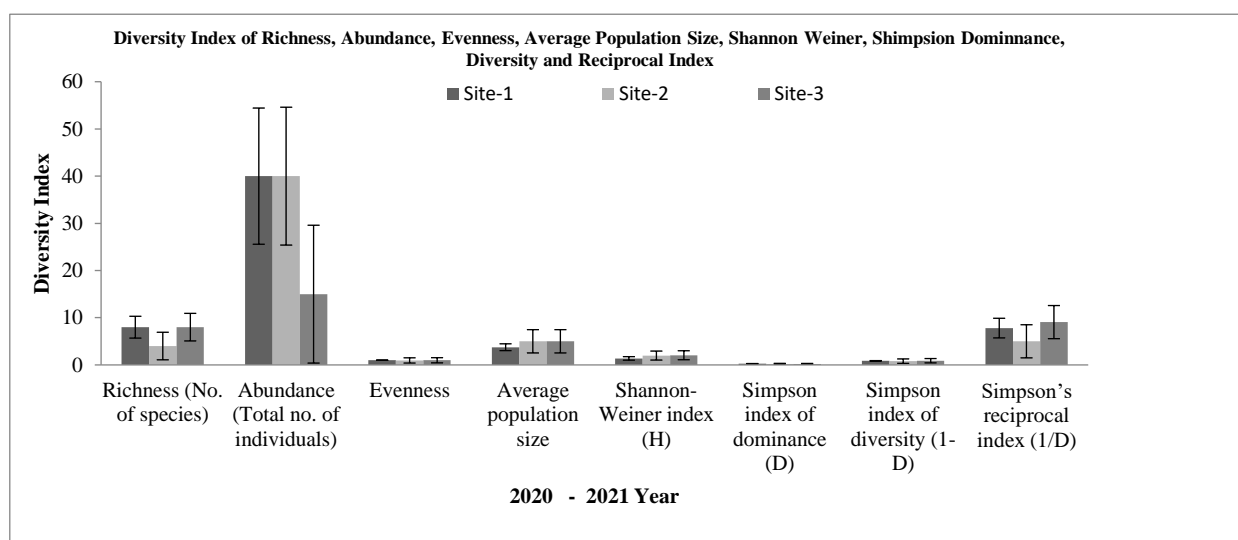 Diversity Index of Richness, Abundance, Evenness, Average Population Size, Shannon Weiner, Shimpsion Dominnance,
Diversity and Reciprocal Index
Site-1 Site-2 Site-3
Diversity Index
60
50
40
30
20
10
0
Richness (No.
of species)
Abundance
(Total no. of
individuals)
Evenness
Average
population
size
Shannon-
Weiner index
(H)
Simpson
index of
dominance
(D)
Simpson
index of
diversity (1-
D)
Simpson’s
reciprocal
index (1/D)
2020 - 2021 Year